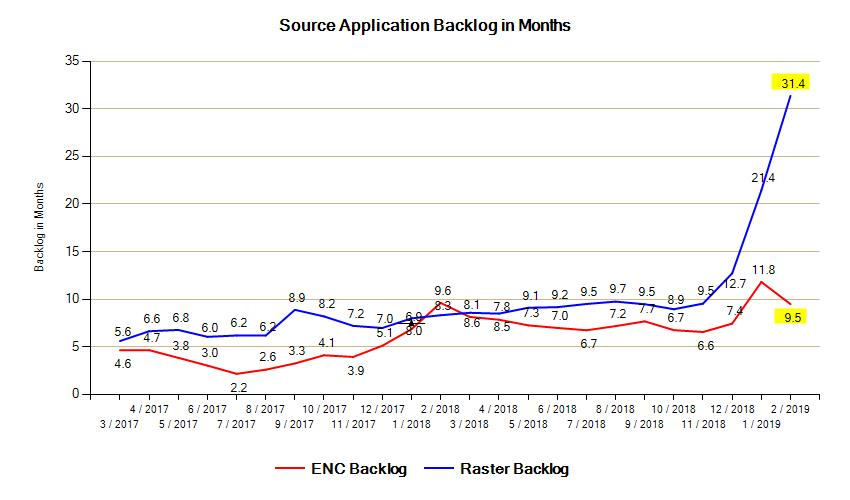 Source Application Backlog in Months
35
30
25
20
15
10
5
0
Backlog in Months
31.4
21.4
11.8
12.7
9.5
5.6 6.6 6.8 6.0 6.2 6.2 8.9 8.2 7.2 7.0 8.0 8.3 8.6 8.5 9.1 9.2 9.5 9.7 9.5 8.9 9.5
4.6 4.7 3.8 3.0 2.2 2.6 3.3 4.1 3.9 5.1 6.9 9.6 8.1 7.8 7.3 7.0 6.7 7.2 7.7 6.7 6.6 7.4
4 / 2017 6 / 2017 8 / 2017 10 / 2017 12 / 2017 2 / 2018 4 / 2018 6 / 2018 8 / 2018 10 / 2018 12 / 2018 2 / 2019
3 / 2017 5 / 2017 7 / 2017 9 / 2017 11 / 2017 1 / 2018 3 / 2018 5 / 2018 7 / 2018 9 / 2018 11 / 2018 1 / 2019
ENC Backlog Raster Backlog